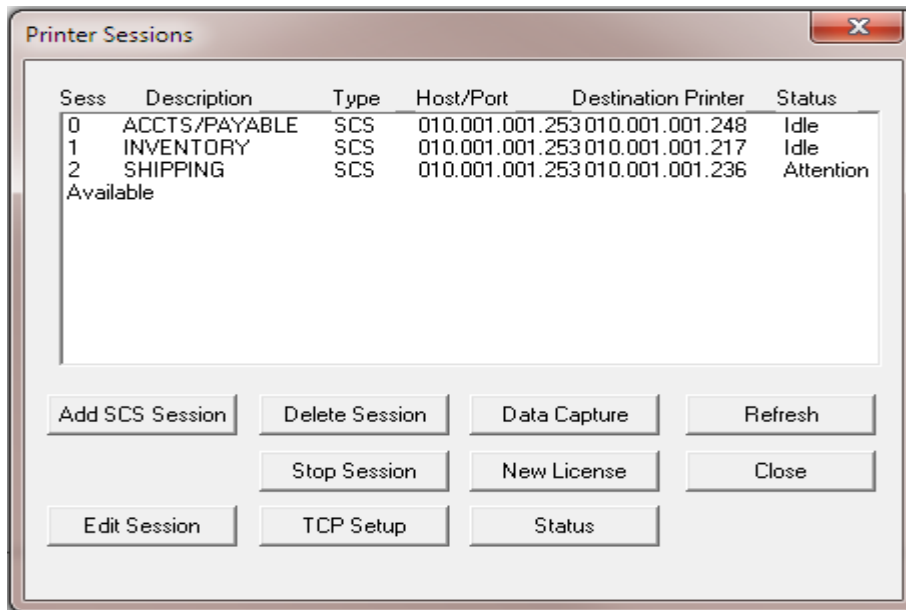 Printer Sessions
Sess Description Type Host/Port Destination Printer Status
0 ACCTS/PAYABLE SCS 010.001.001.253 010.001.001.248 Idle
1 INVENTORY SCS 010.001.001.253 010.001.001.217 Idle
2 SHIPPING SCS 010.001.001.253 010.001.001.236 Attention
Available
Add SCS Session Delete Session Data Capture Refresh
Stop Session New License Close
Edit Session TCP Setup Status